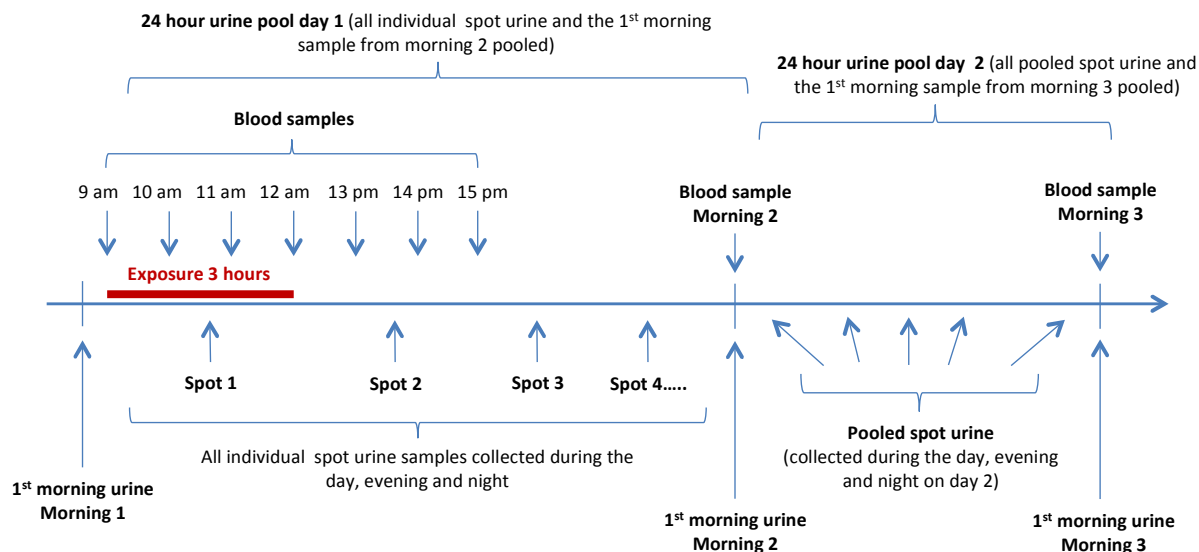 24 hour urine pool day 1 (all individual spot urine and the 1st morning
sample from morning 2 pooled)
24 hour urine pool day 2 (all pooled spot urine and
the 1st morning sample from morning 3 pooled)
Blood samples
9 am 10 am 11 am 12 am 13 pm 14 pm 15 pm
Blood sample
Morning 2
Blood sample
Morning 3
Exposure 3 hours
Spot 1 Spot 2 Spot 3 Spot 4.....
All individual spot urine samples collected during the
day, evening and night
Pooled spot urine
(collected during the day, evening
and night on day 2)
1st morning urine
Morning 1
1st morning urine
Morning 2
1st morning urine
Morning 3